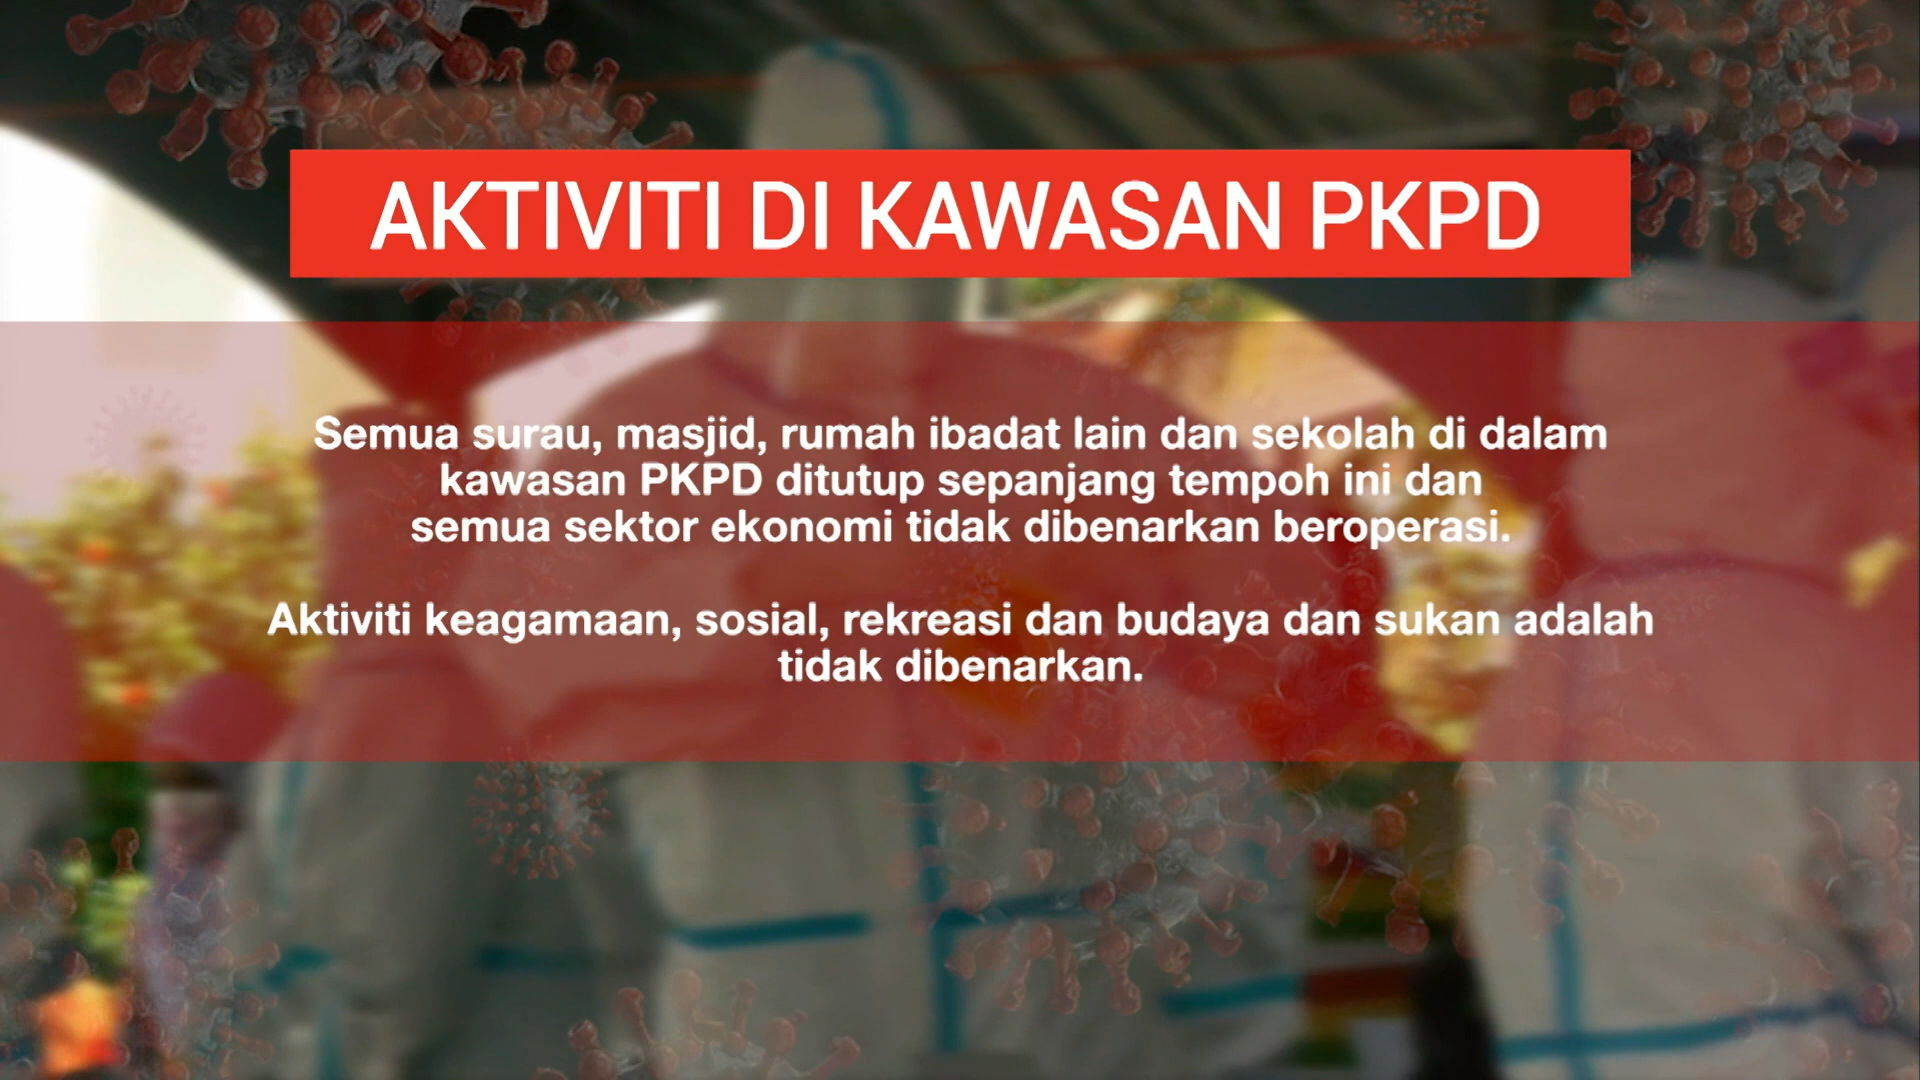 AKTIVITI DI KAWASAN PKPD
Semua surau, masjid, rumah ibadat lain dan sekolah di dalam
kawasan PKPD ditutup sepanjang tempoh ini dan
semua sektor ekonomi tidak dibenarkan beroperasi.
Aktiviti keagamaan, sosial, rekreasi dan budaya dan sukan adalah
tidak dibenarkan.